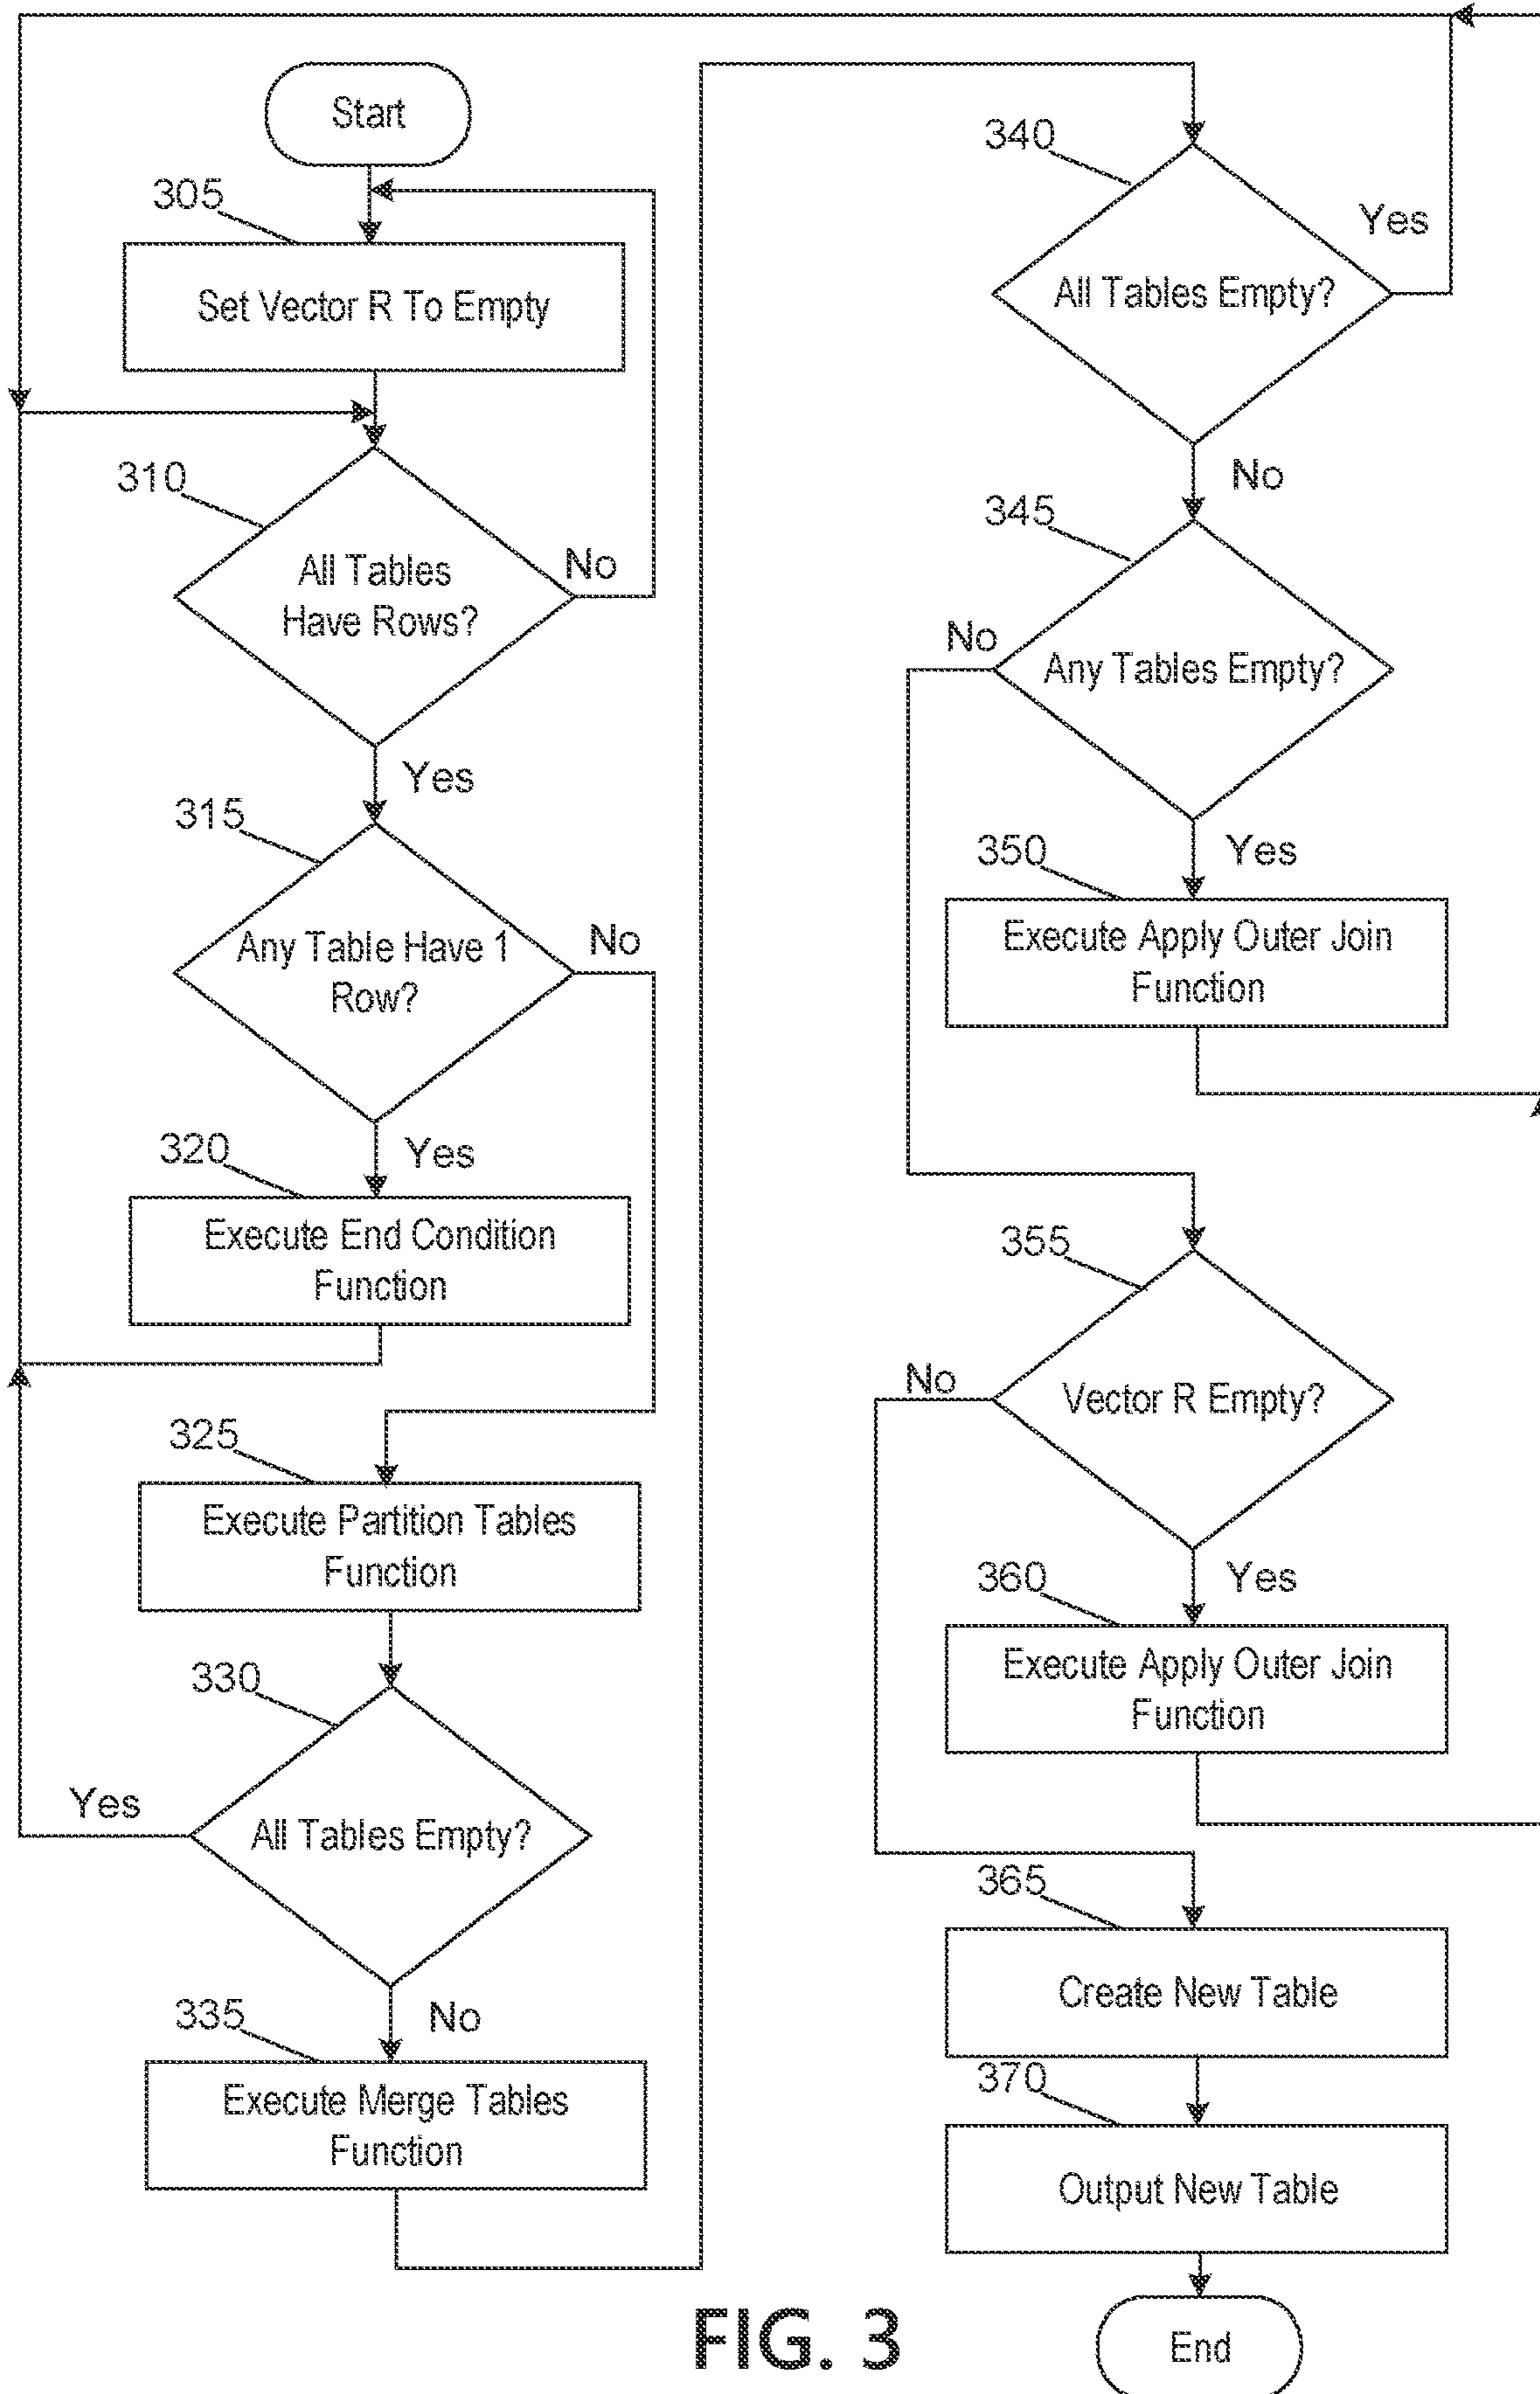 Start
305
Set Vector R To Empty
310
All Tables
Have Rows?
No
Yes
315
Any Table Have 1
Row?
No
Yes
320
Execute End Condition
Function
325
Execute Partition Tables
Function
330
All Tables Empty?
Yes
No
335
Execute Merge Tables
Function
340
All Tables Empty?
Yes
No
345
Any Tables Empty?
No
Yes
350
Execute Apply Outer Join
Function
355
Vector R Empty?
No
Yes
360
Execute Apply Outer Join
Function
365
Create New Table
370
Output New Table
End
FIG. 3